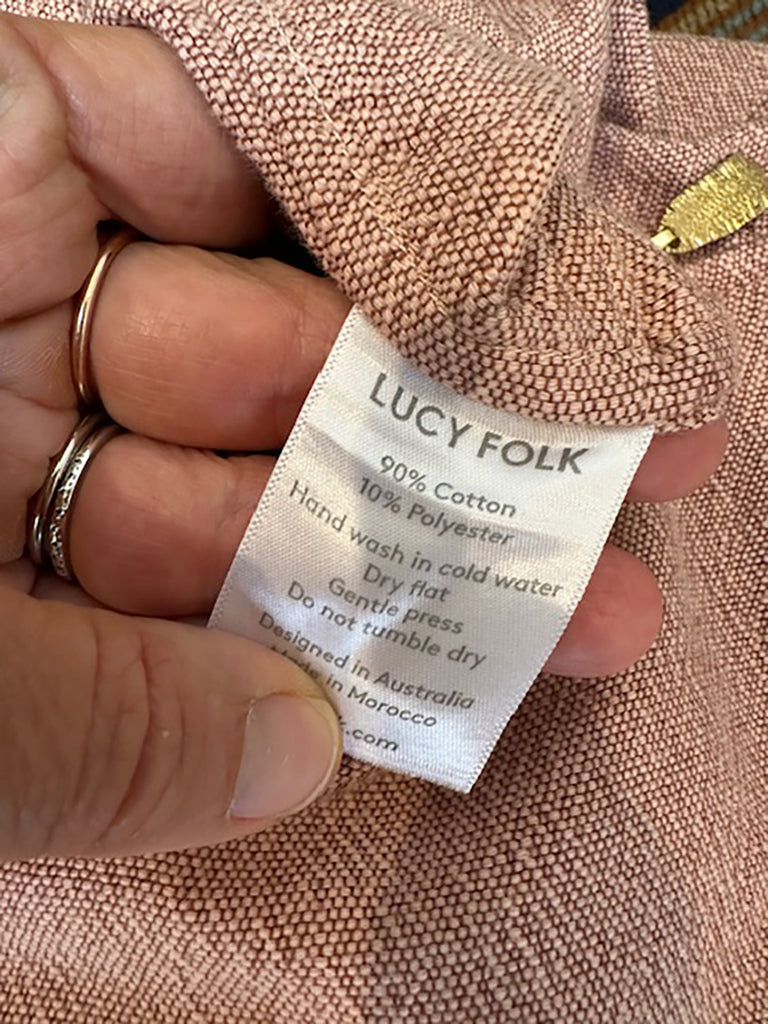 LUCY FOLK
90% Cotton
10% Polyester
Hand wash in cold water
Dry flat
Gentle press
Do not tumble dry
Designed in Australia
Made in Morocco
k.com